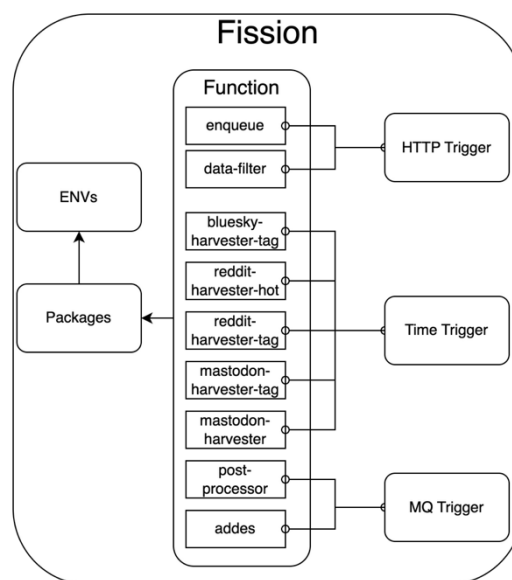 Fission
Function
enqueue
HTTP Trigger
data-filter
ENVs
bluesky-
harvester-tag
reddit-
harvester-hot
Packages
reddit-
harvester-tag
Time Trigger
mastodon-
harvester-tag
mastodon-
harvester
post-
processor
MQ Trigger
addes